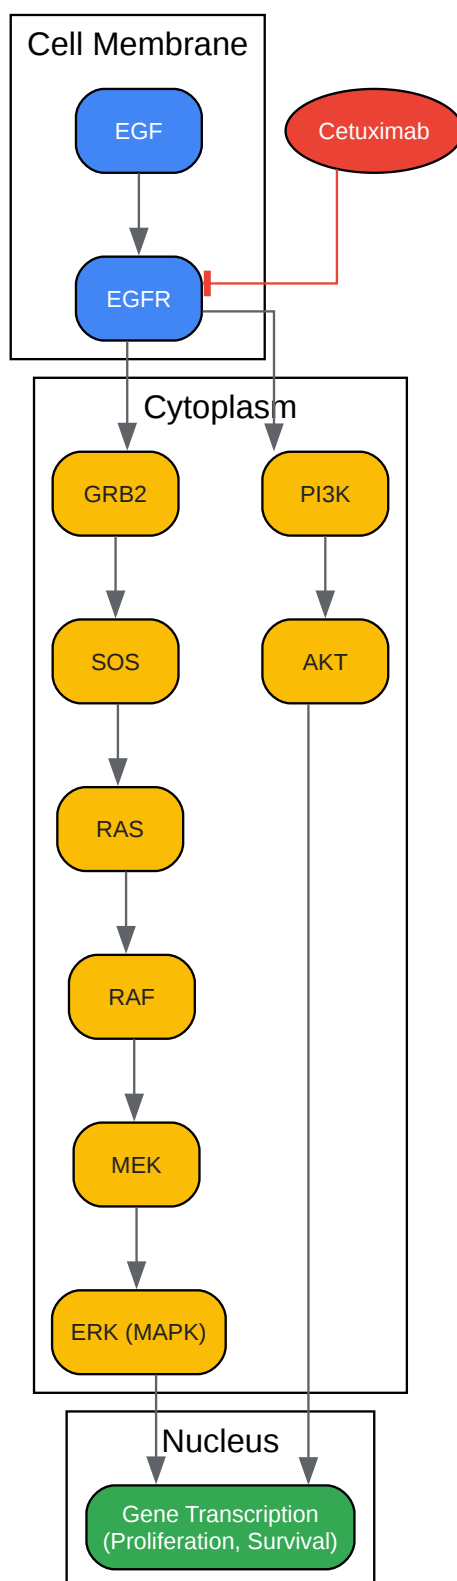 Cell Membrane
EGF
Cetuximab
EGFR
Cytoplasm
GRB2
PI3K
SOS
AKT
RAS
RAF
MEK
ERK (MAPK)
Nucleus
Gene Transcription
(Proliferation, Survival)